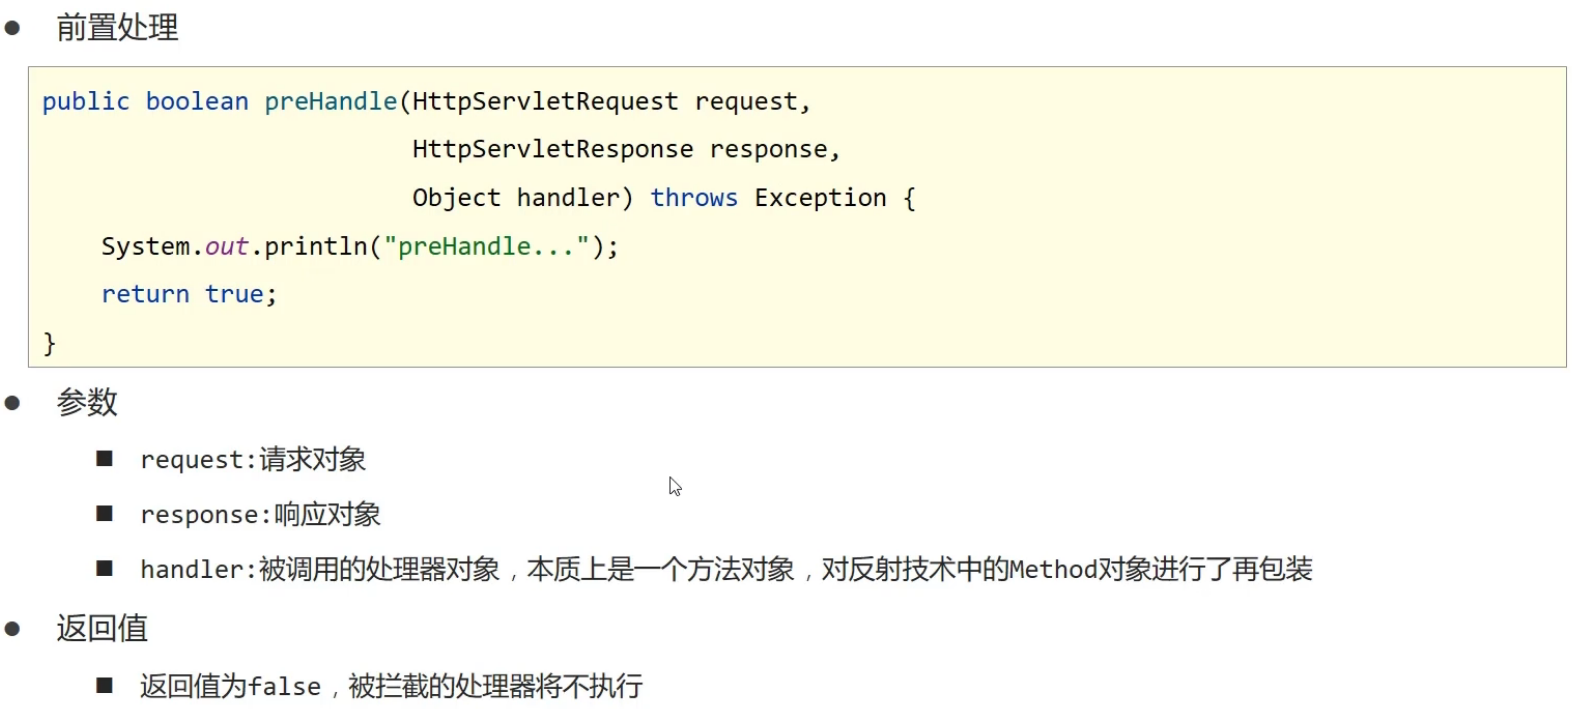 ● 前置处理
public boolean preHandle(HttpServletRequest request,
                         HttpServletResponse response,
                         Object handler) throws Exception {
    System.out.println("preHandle...");
    return true;
}
● 参数
■ request:请求对象
■ response:响应对象
■ handler:被调用的处理器对象，本质上是一个方法对象，对反射技术中的Method对象进行了再包装
● 返回值
■ 返回值为false，被拦截的处理器将不执行